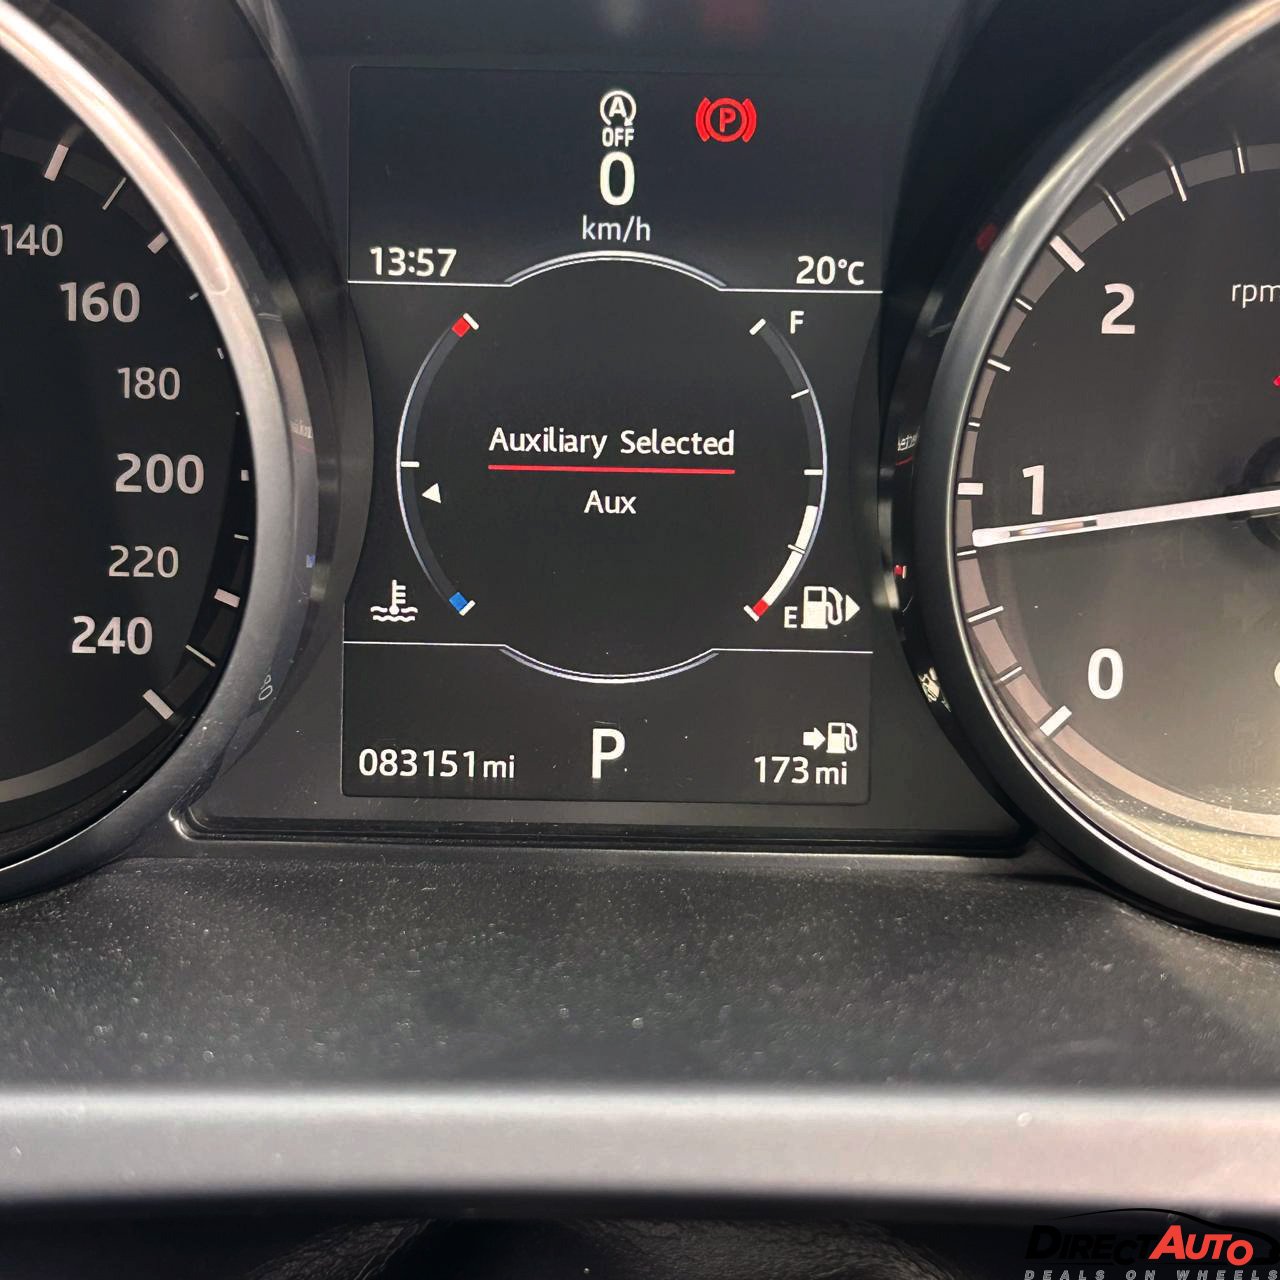 A
OFF
P
0
km/h
13:57
20°C
140
160
180
200
220
240
F
Auxiliary Selected
Aux
E
083151mi
P
173mi
2
rpm
1
0
DIRECTAUTO
DEALS ON WHEELS